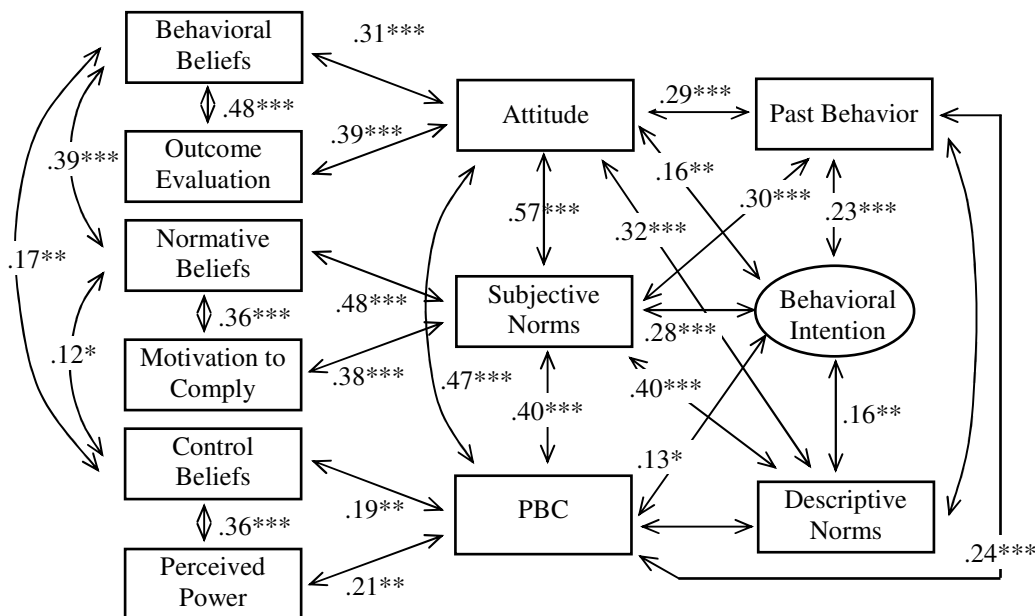 Behavioral
Beliefs
.31***
.48***
Outcome
Evaluation
.39***
.39***
Normative
Beliefs
.17**
.36***
.48***
Motivation to
Comply
.12*
.38***
Control
Beliefs
.36***
.19**
Perceived
Power
.21**
Attitude
.29***
Past Behavior
.16**
.57***
.32***
.30***
.23***
Subjective
Norms
.28***
Behavioral
Intention
.47***
.40***
.40***
.16**
.13*
PBC
Descriptive
Norms
.24***